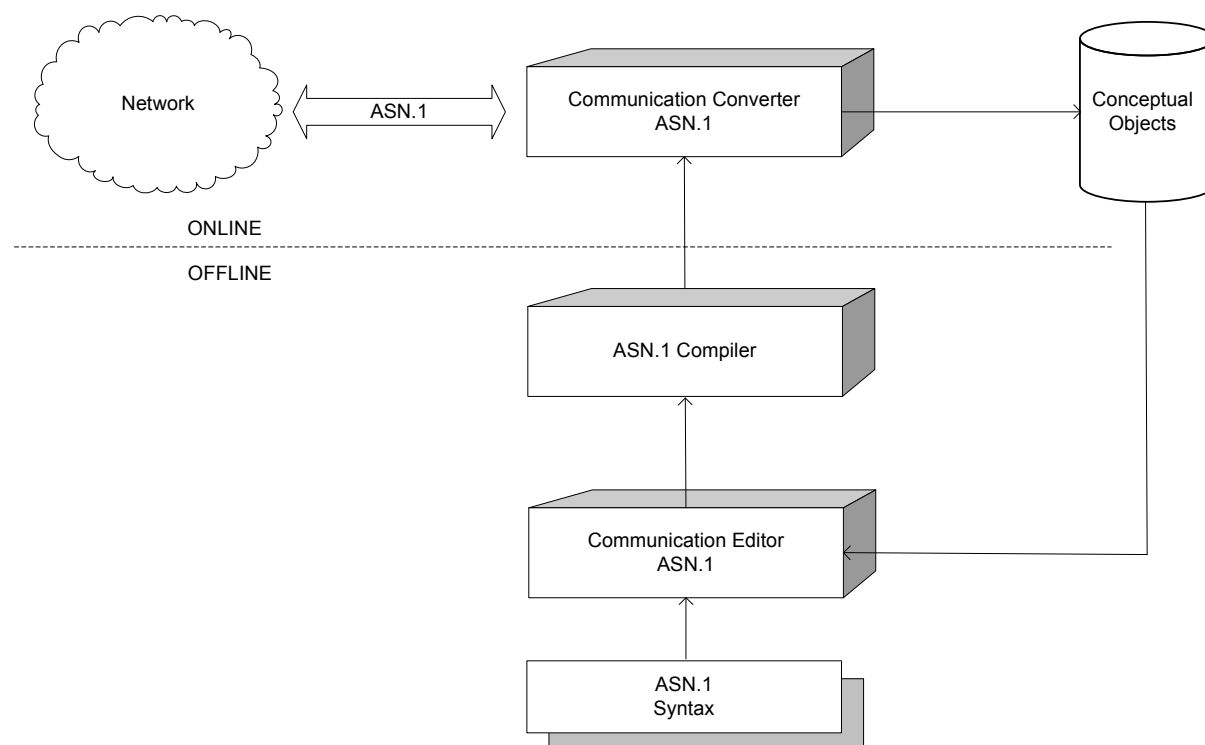 Network
ASN.1
Communication Converter
ASN.1
Conceptual
Objects
ONLINE
OFFLINE
ASN.1 Compiler
Communication Editor
ASN.1
ASN.1
Syntax